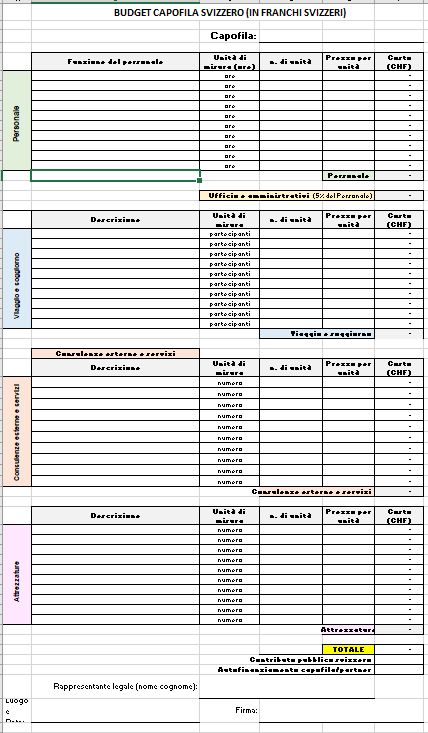 BUDGET CAPOFILA SVIZZERO (IN FRANCHI SVIZZERI)
Capofila:
Personale
Funzione del personale Unità di misura (ore) n. di unità Prezzo per unità Costo (CHF)
ore -
ore -
ore -
ore -
ore -
ore -
ore -
ore -
ore -
ore -
Personale -
Ufficio e amministrativi (5% del Personale) -
Viaggio e soggiorno
Descrizione Unità di misura n. di unità Prezzo per unità Costo (CHF)
partecipanti -
partecipanti -
partecipanti -
partecipanti -
partecipanti -
partecipanti -
partecipanti -
partecipanti -
partecipanti -
partecipanti -
Viaggio e soggiorno -
Consulenze esterne e servizi
Consulenze esterne e servizi
Descrizione Unità di misura n. di unità Prezzo per unità Costo (CHF)
numero -
numero -
numero -
numero -
numero -
numero -
numero -
numero -
numero -
numero -
Consulenze esterne e servizi -
Attrezzature
Descrizione Unità di misura n. di unità Prezzo per unità Costo (CHF)
numero -
numero -
numero -
numero -
numero -
numero -
numero -
numero -
numero -
numero -
Attrezzature -
TOTALE -
Contributo pubblico svizzero
Autofinanziamento capofila/partner
Rappresentante legale (nome cognome):
Luogo
e
Data: Firma: